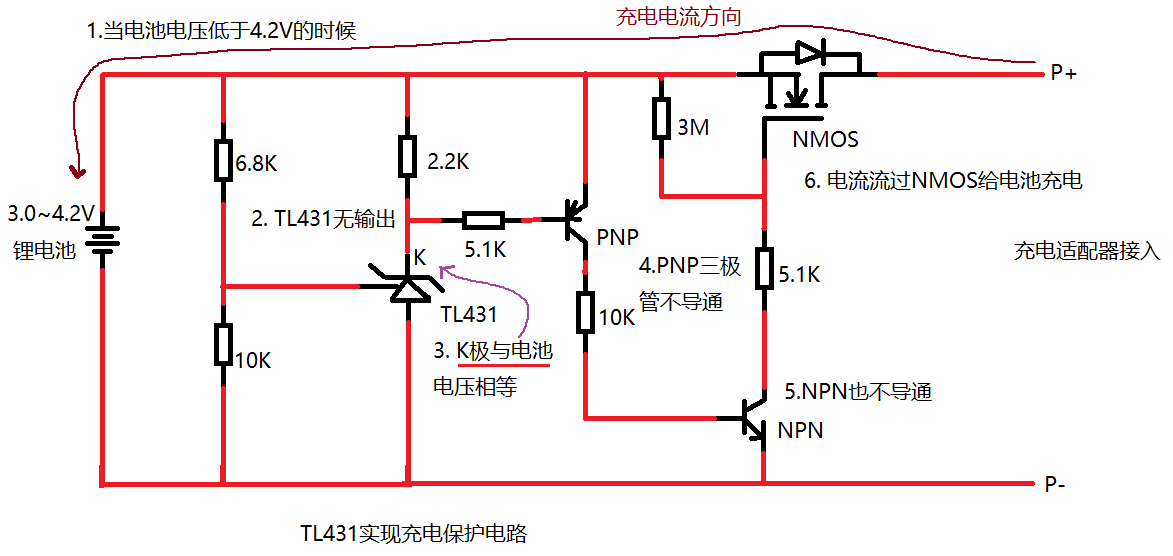 1.当电池电压低于4.2V的时候
充电电流方向
P+
3M
NMOS
6.8K
2.2K
6. 电流流过NMOS给电池充电
3.0~4.2V
锂电池
2. TL431无输出
5.1K
PNP
K
4.PNP三极
管不导通
5.1K
充电适配器接入
TL431
10K
10K
3. K极与电池
电压相等
5.NPN也不导通
NPN
P-
TL431实现充电保护电路